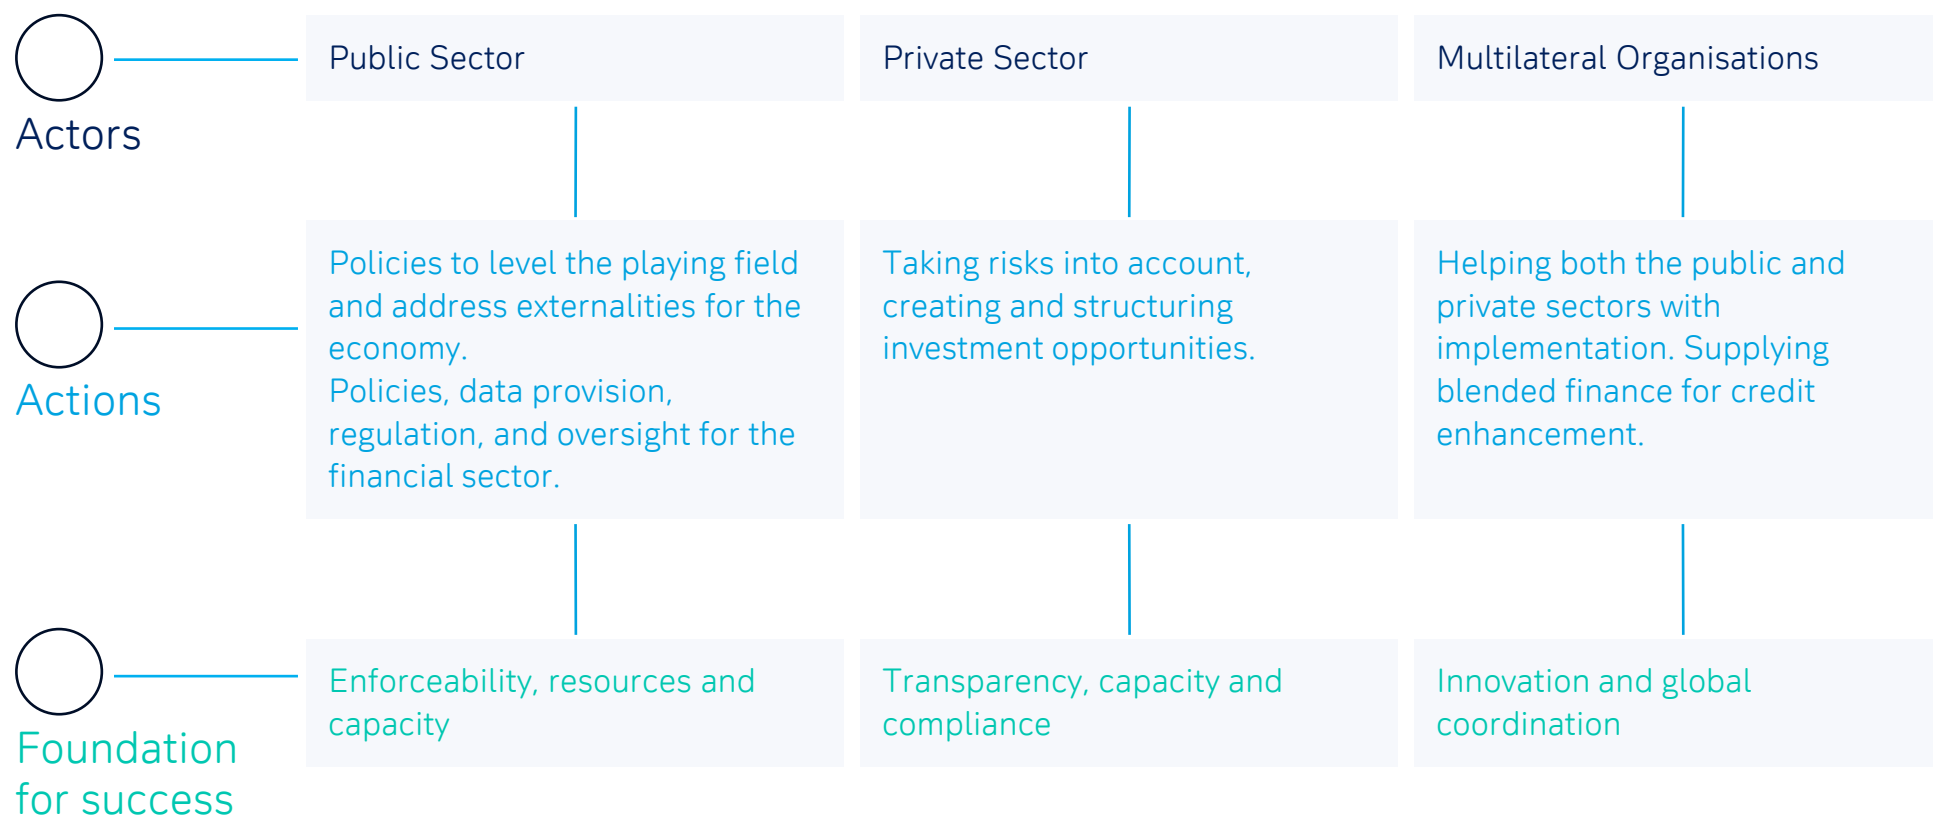 Actors
Public Sector
Private Sector
Multilateral Organisations
Actions
Policies to level the playing field
and address externalities for the
economy.
Policies, data provision,
regulation, and oversight for the
financial sector.
Taking risks into account,
creating and structuring
investment opportunities.
Helping both the public and
private sectors with
implementation. Supplying
blended finance for credit
enhancement.
Foundation
for success
Enforceability, resources and
capacity
Transparency, capacity and
compliance
Innovation and global
coordination